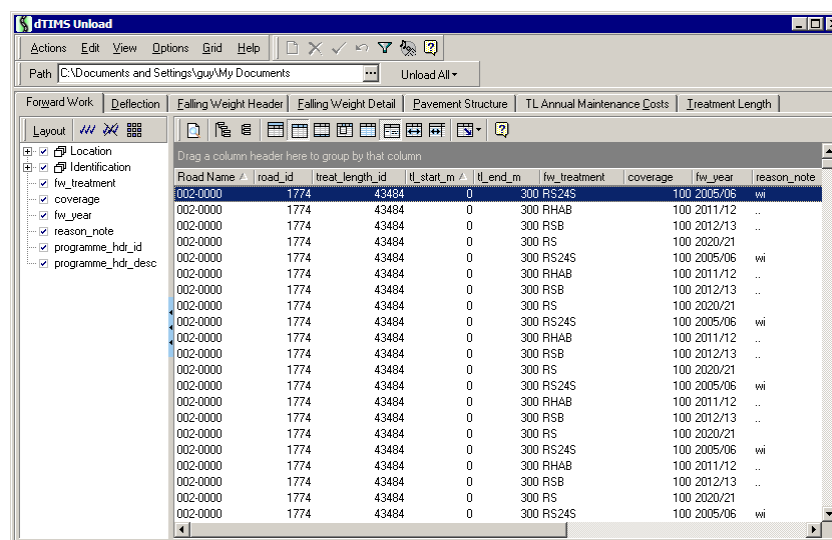 dTIMS Unload
Actions Edit View Options Grid Help
Path C:\Documents and Settings\guy\My Documents ... Unload All
Forward Work Deflection Falling Weight Header Falling Weight Detail Pavement Structure TL Annual Maintenance Costs Treatment Length
Layout
Location
Identification
fw_treatment
coverage
fw_year
reason_note
programme_hdr_id
programme_hdr_desc
Drag a column header here to group by that column
Road Name road_id treat_length_id tl_start_m tl_end_m fw_treatment coverage fw_year reason_note
002-0000 1774 43484 0 300 RS24S 100 2005/06 wi
002-0000 1774 43484 0 300 RHAB 100 2011/12 ..
002-0000 1774 43484 0 300 RSB 100 2012/13 ..
002-0000 1774 43484 0 300 RS 100 2020/21
002-0000 1774 43484 0 300 RS24S 100 2005/06 wi
002-0000 1774 43484 0 300 RHAB 100 2011/12 ..
002-0000 1774 43484 0 300 RSB 100 2012/13 ..
002-0000 1774 43484 0 300 RS 100 2020/21
002-0000 1774 43484 0 300 RS24S 100 2005/06 wi
002-0000 1774 43484 0 300 RHAB 100 2011/12 ..
002-0000 1774 43484 0 300 RSB 100 2012/13 ..
002-0000 1774 43484 0 300 RS 100 2020/21
002-0000 1774 43484 0 300 RS24S 100 2005/06 wi
002-0000 1774 43484 0 300 RHAB 100 2011/12 ..
002-0000 1774 43484 0 300 RSB 100 2012/13 ..
002-0000 1774 43484 0 300 RS 100 2020/21
002-0000 1774 43484 0 300 RS24S 100 2005/06 wi
002-0000 1774 43484 0 300 RHAB 100 2011/12 ..
002-0000 1774 43484 0 300 RSB 100 2012/13 ..
002-0000 1774 43484 0 300 RS 100 2020/21
002-0000 1774 43484 0 300 RS24S 100 2005/06 wi